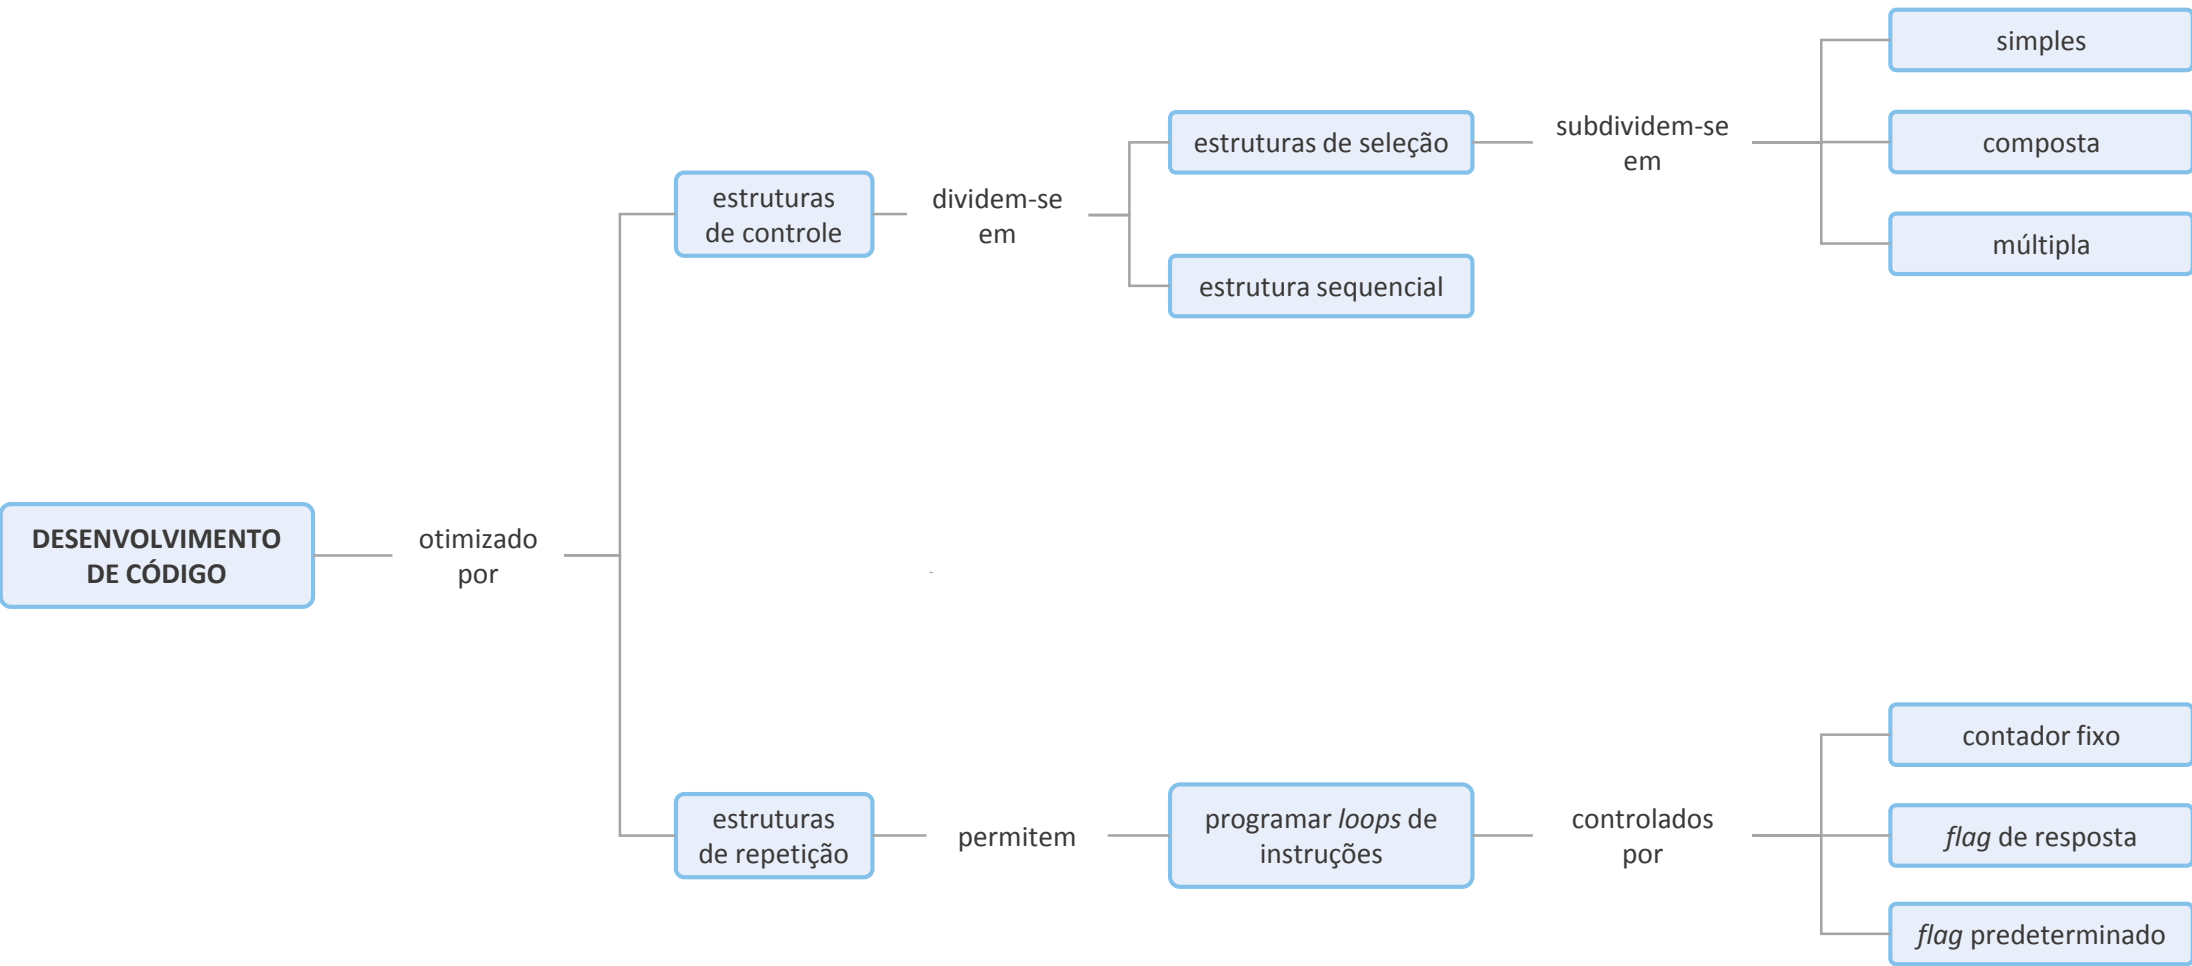 DESENVOLVIMENTO
DE CÓDIGO
otimizado
por
estruturas
de controle
dividem-se
em
estruturas de seleção
subdividem-se
em
simples
composta
múltipla
estrutura sequencial
estruturas
de repetição
permitem
programar loops de
instruções
controlados
por
contador fixo
flag de resposta
flag predeterminado